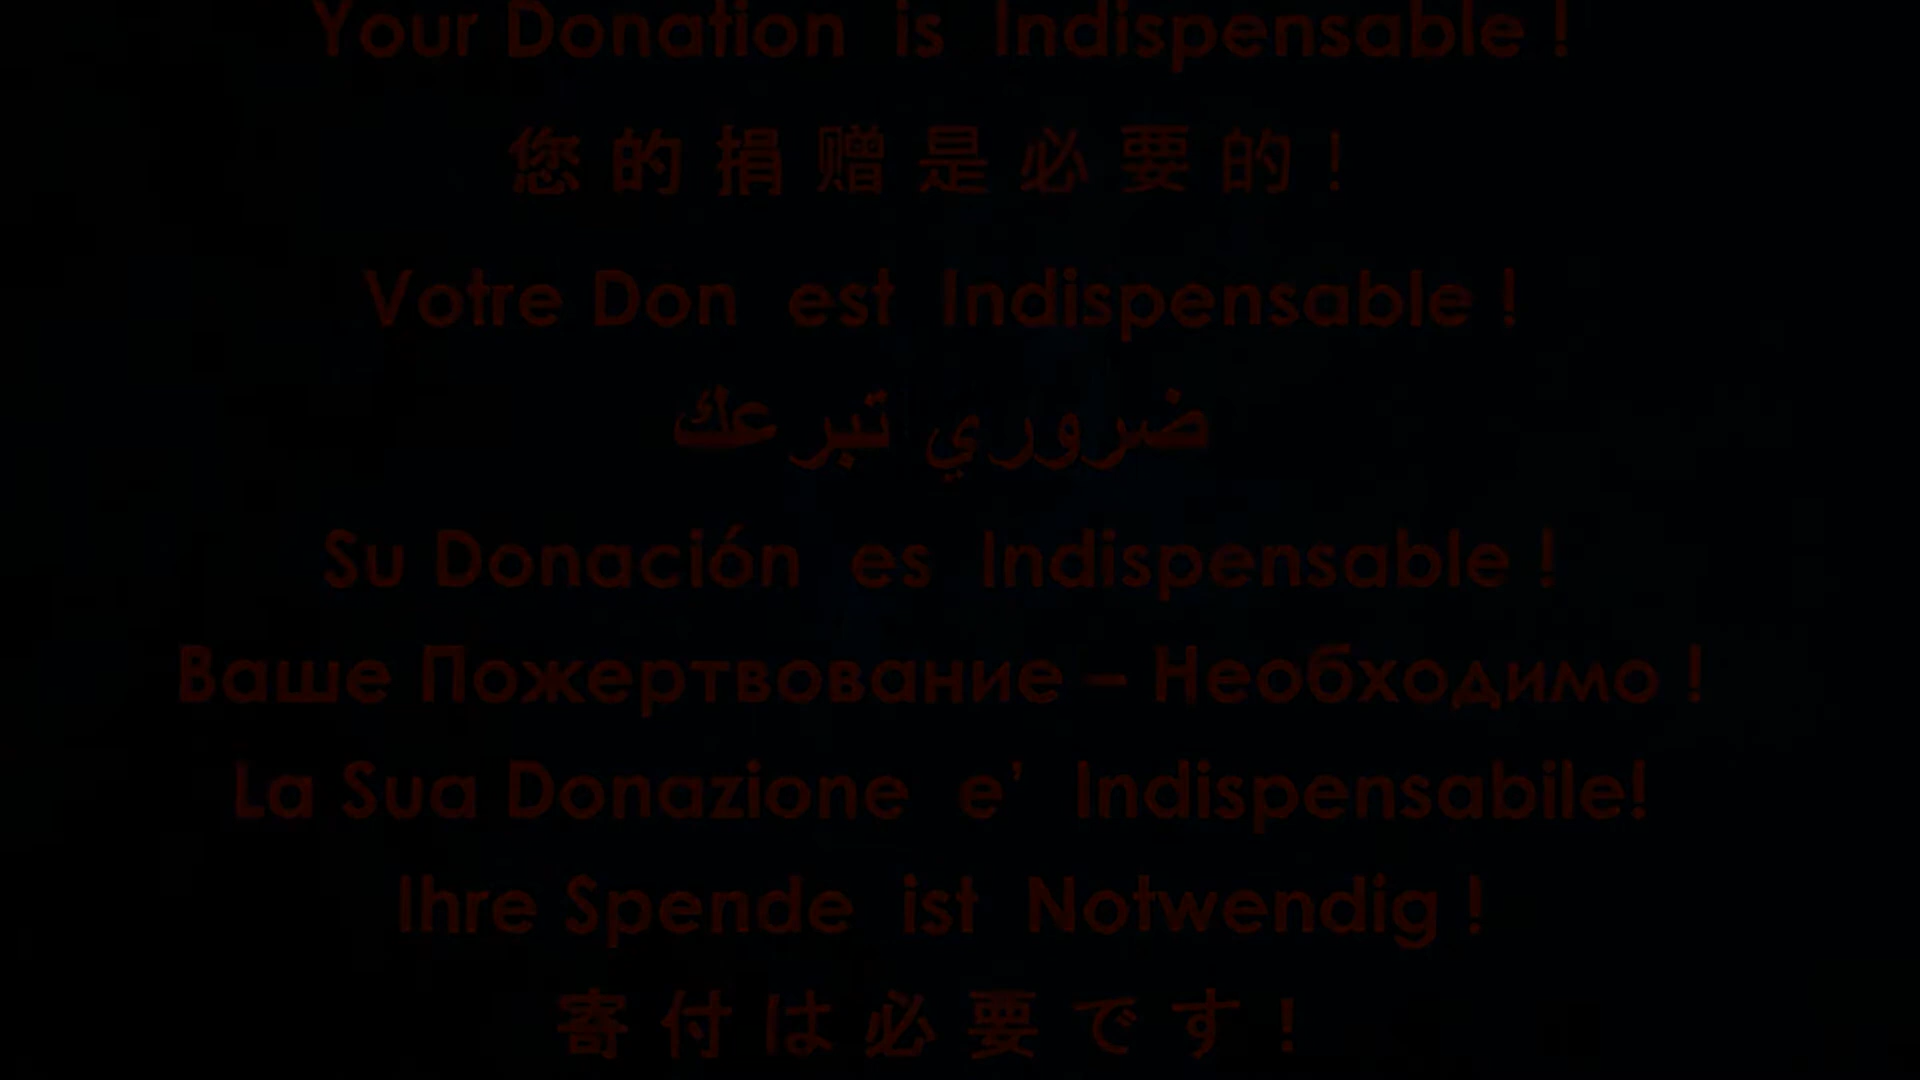 Your Donation is Indispensable !
您的捐赠是必要的!
Votre Don est Indispensable !
ضروري تبرعك
Su Donación es Indispensable !
Ваше Пожертвование – Необходимо !
La Sua Donazione e’ Indispensabile!
Ihre Spende ist Notwendig !
寄付は必要です!